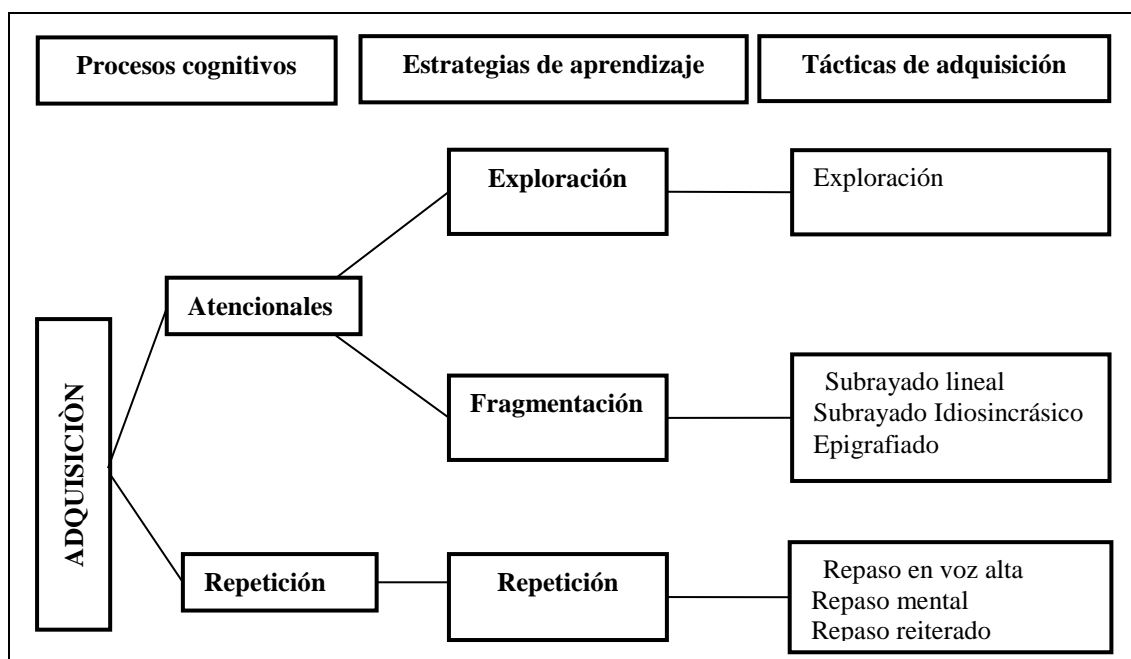 Procesos cognitivos
Estrategias de aprendizaje
Tácticas de adquisición
Exploración
Exploración
Atencionales
ADQUISICIÒN
Fragmentación
Subrayado lineal
Subrayado Idiosincrásico
Epigrafiado
Repetición
Repetición
Repaso en voz alta
Repaso mental
Repaso reiterado